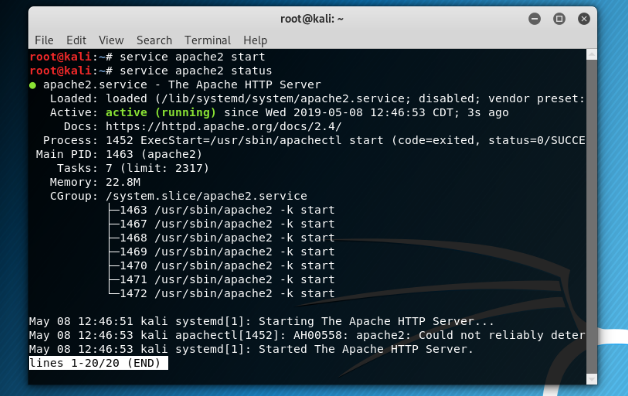 root@kali: ~
File Edit View Search Terminal Help
root@kali:~# service apache2 start
root@kali:~# service apache2 status
● apache2.service - The Apache HTTP Server
   Loaded: loaded (/lib/systemd/system/apache2.service; disabled; vendor preset:
   Active: active (running) since Wed 2019-05-08 12:46:53 CDT; 3s ago
     Docs: https://httpd.apache.org/docs/2.4/
  Process: 1452 ExecStart=/usr/sbin/apachectl start (code=exited, status=0/SUCCE
 Main PID: 1463 (apache2)
    Tasks: 7 (limit: 2317)
   Memory: 22.8M
   CGroup: /system.slice/apache2.service
           ├─1463 /usr/sbin/apache2 -k start
           ├─1467 /usr/sbin/apache2 -k start
           ├─1468 /usr/sbin/apache2 -k start
           ├─1469 /usr/sbin/apache2 -k start
           ├─1470 /usr/sbin/apache2 -k start
           ├─1471 /usr/sbin/apache2 -k start
           └─1472 /usr/sbin/apache2 -k start
May 08 12:46:51 kali systemd[1]: Starting The Apache HTTP Server...
May 08 12:46:53 kali apachectl[1452]: AH00558: apache2: Could not reliably deter
May 08 12:46:53 kali systemd[1]: Started The Apache HTTP Server.
lines 1-20/20 (END)